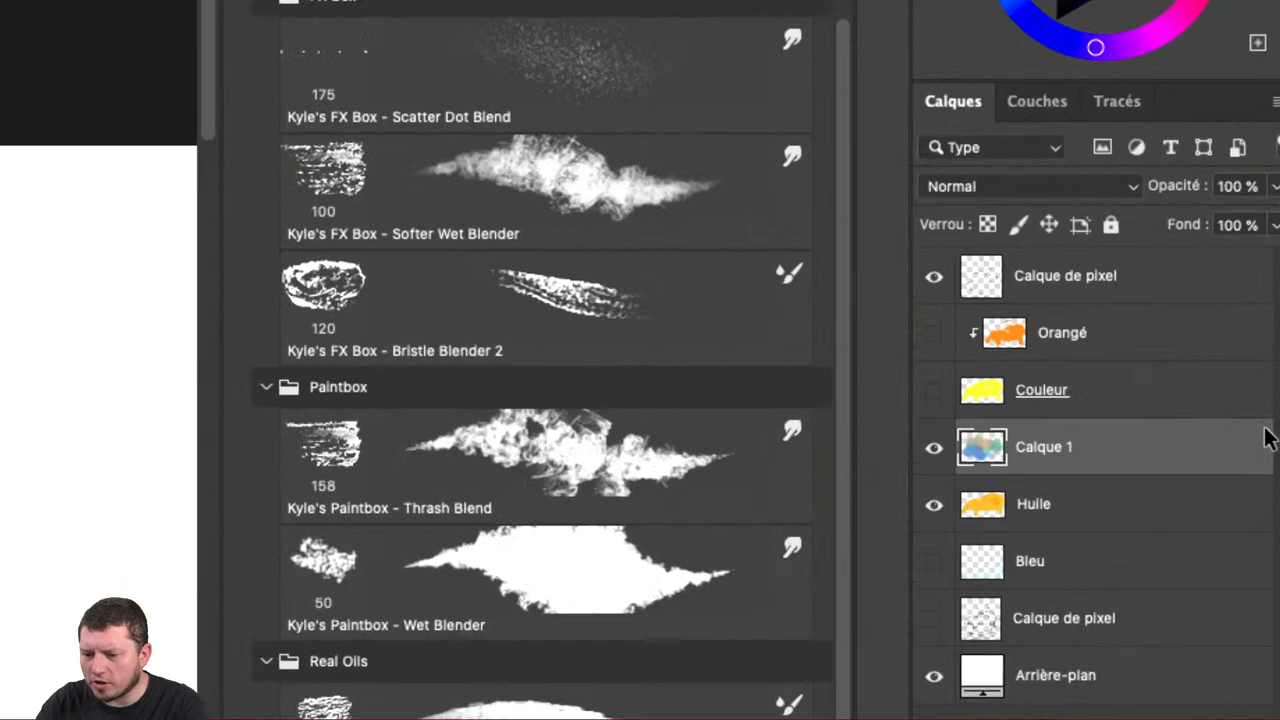 175
Kyle's FX Box - Scatter Dot Blend
100
Kyle's FX Box - Softer Wet Blender
120
Kyle's FX Box - Bristle Blender 2
Paintbox
158
Kyle's Paintbox - Thrash Blend
50
Kyle's Paintbox - Wet Blender
Real Oils
Calques Couches Tracés
Type
Normal Opacité : 100 %
Verrou : Fond : 100 %
Calque de pixel
Orangé
Couleur
Calque 1
Huile
Bleu
Calque de pixel
Arrière-plan